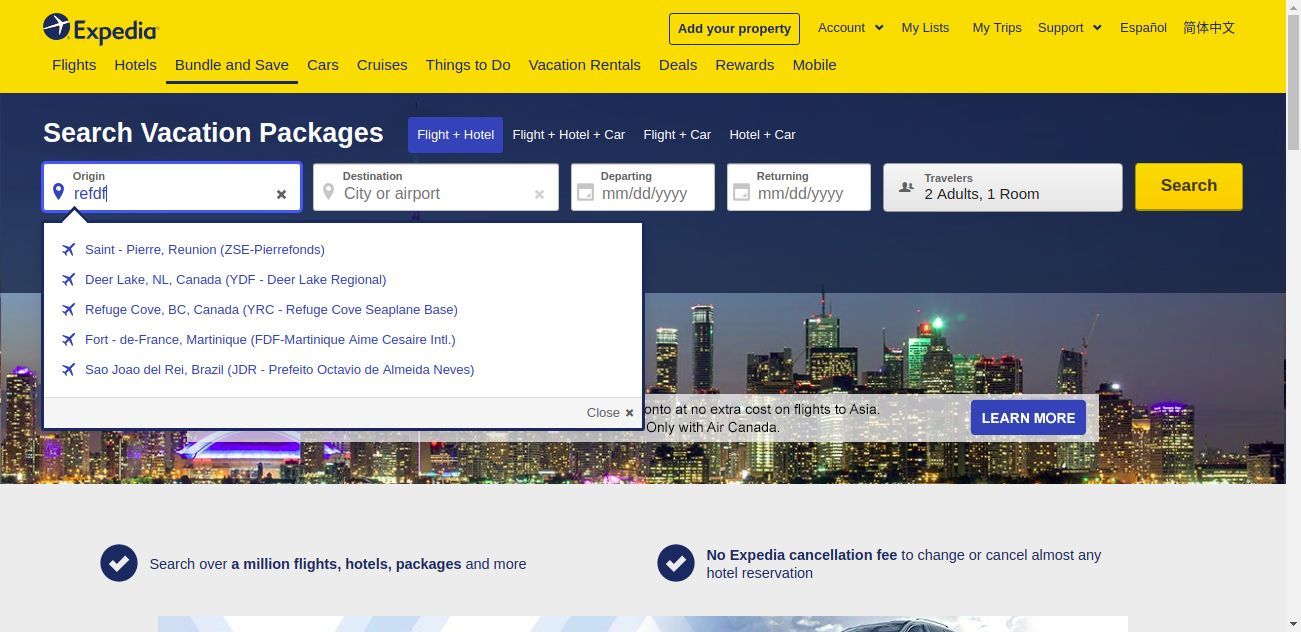 Expedia
Add your property
Account
My Lists
My Trips
Support
Español
简体中文
Flights
Hotels
Bundle and Save
Cars
Cruises
Things to Do
Vacation Rentals
Deals
Rewards
Mobile
Search Vacation Packages
Flight + Hotel
Flight + Hotel + Car
Flight + Car
Hotel + Car
Origin
refdf
Destination
City or airport
Departing
mm/dd/yyyy
Returning
mm/dd/yyyy
Travelers
2 Adults, 1 Room
Search
Saint - Pierre, Reunion (ZSE-Pierrefonds)
Deer Lake, NL, Canada (YDF - Deer Lake Regional)
Refuge Cove, BC, Canada (YRC - Refuge Cove Seaplane Base)
Fort - de-France, Martinique (FDF-Martinique Aime Cesaire Intl.)
Sao Joao del Rei, Brazil (JDR - Prefeito Octavio de Almeida Neves)
Close
onto at no extra cost on flights to Asia.
Only with Air Canada.
LEARN MORE
Search over a million flights, hotels, packages and more
No Expedia cancellation fee to change or cancel almost any
hotel reservation